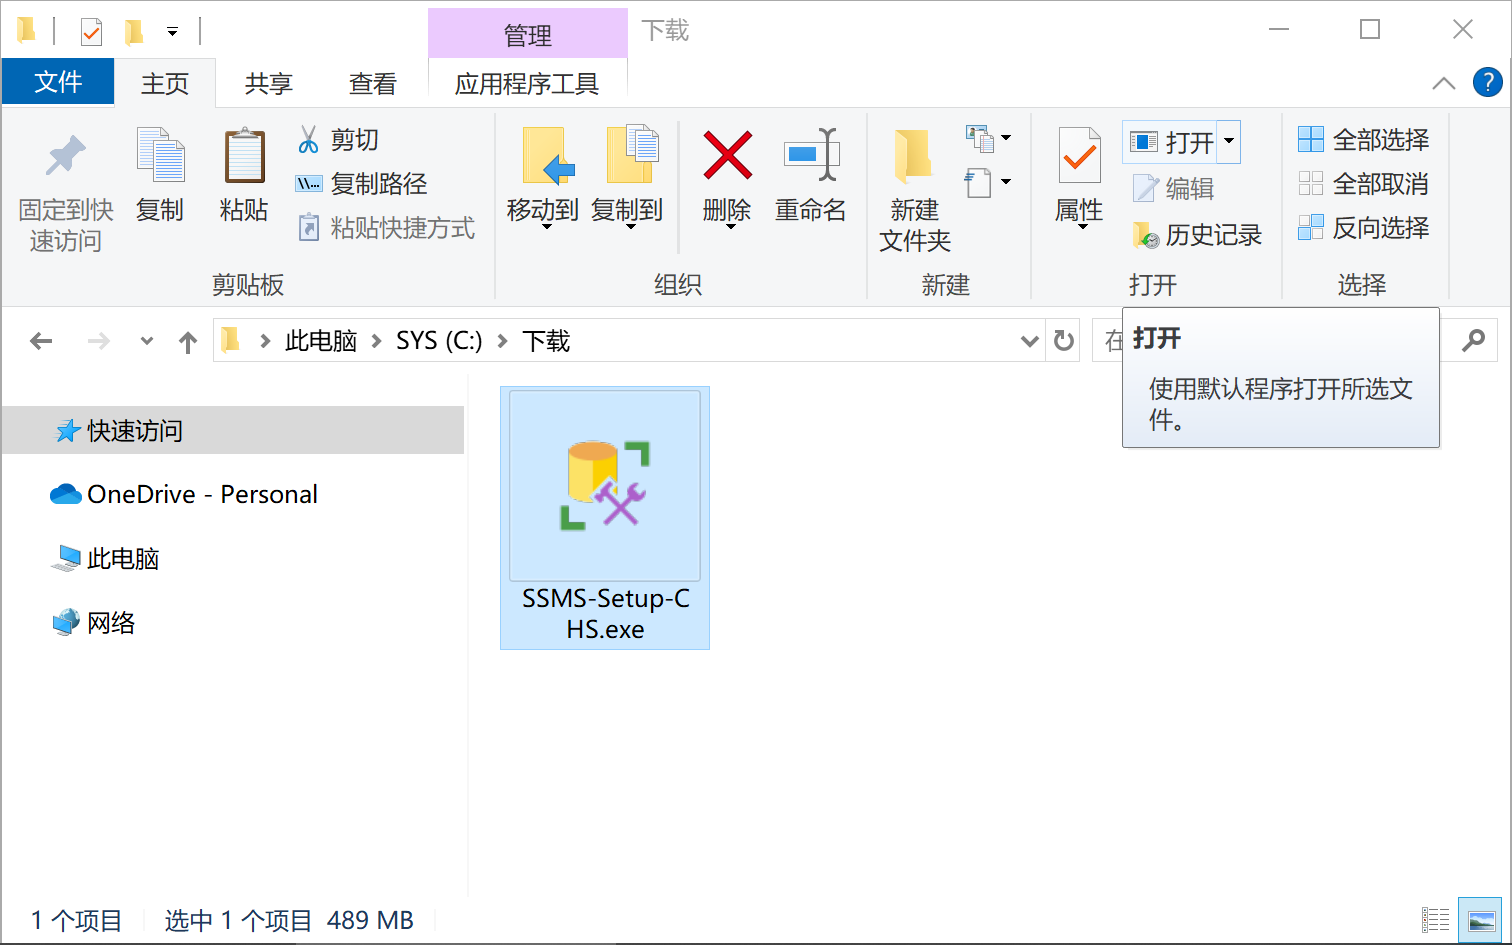 管理
下载
文件
主页
共享
查看
应用程序工具
?
固定到快
速访问
复制
粘贴
剪切
复制路径
粘贴快捷方式
剪贴板
移动到
复制到
删除
重命名
组织
新建
文件夹
新建
属性
打开
编辑
历史记录
打开
全部选择
全部取消
反向选择
选择
此电脑
SYS (C:)
下载
在
打开
使用默认程序打开所选文
件。
快速访问
OneDrive - Personal
此电脑
网络
SSMS-Setup-C
HS.exe
1 个项目
选中 1 个项目 489 MB